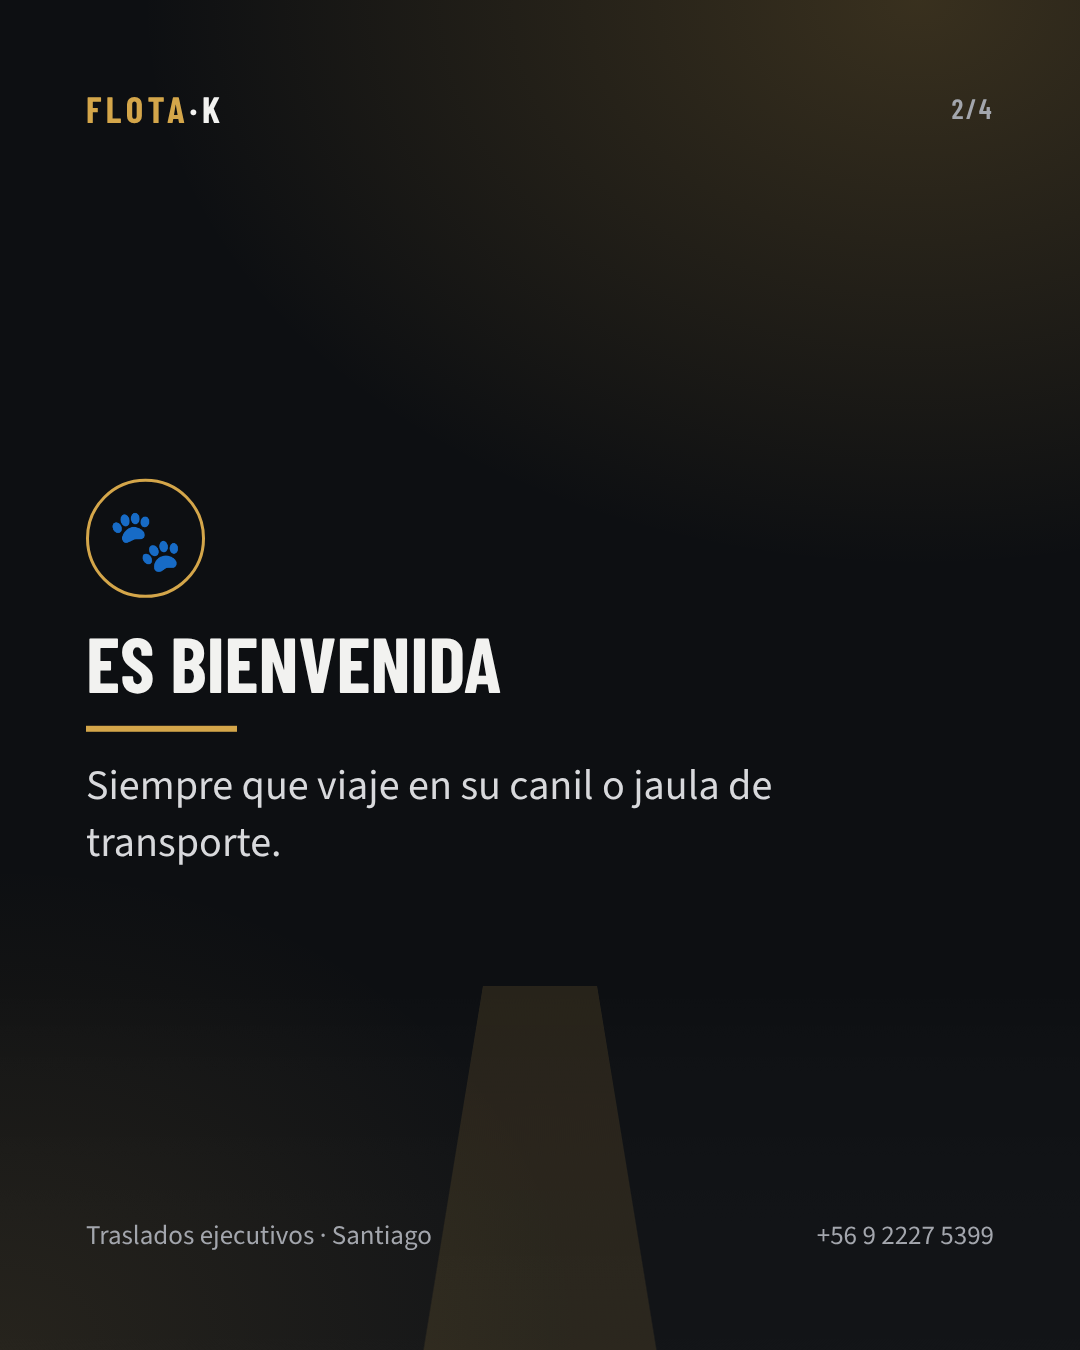 FLOTA·K
2/4
ES BIENVENIDA
Siempre que viaje en su canil o jaula de
transporte.
Traslados ejecutivos · Santiago
+56 9 2227 5399